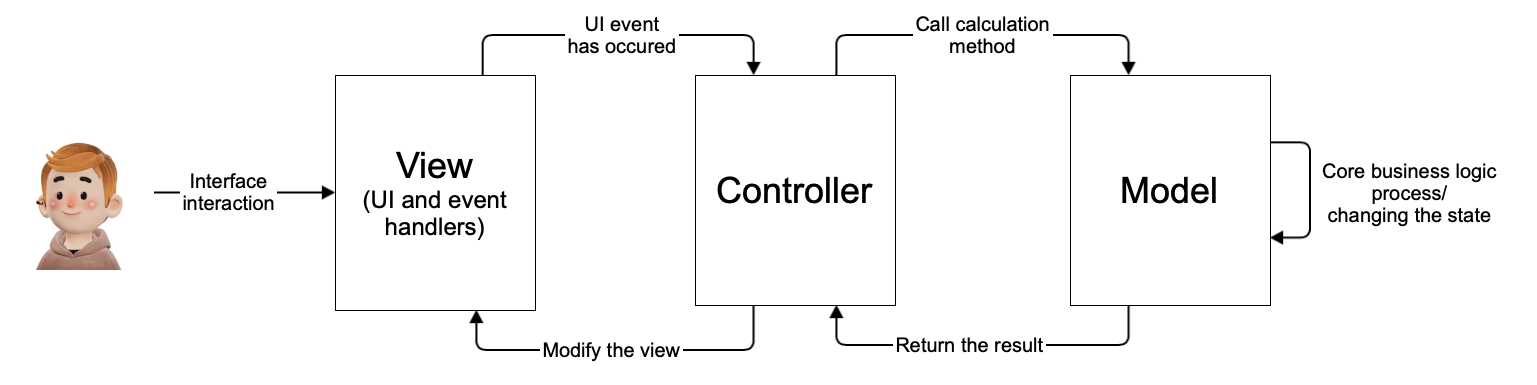 UI event
has occured
Call calculation
method
Interface
interaction
View
(UI and event
handlers)
Controller
Model
Core business logic
process/
changing the state
Modify the view
Return the result